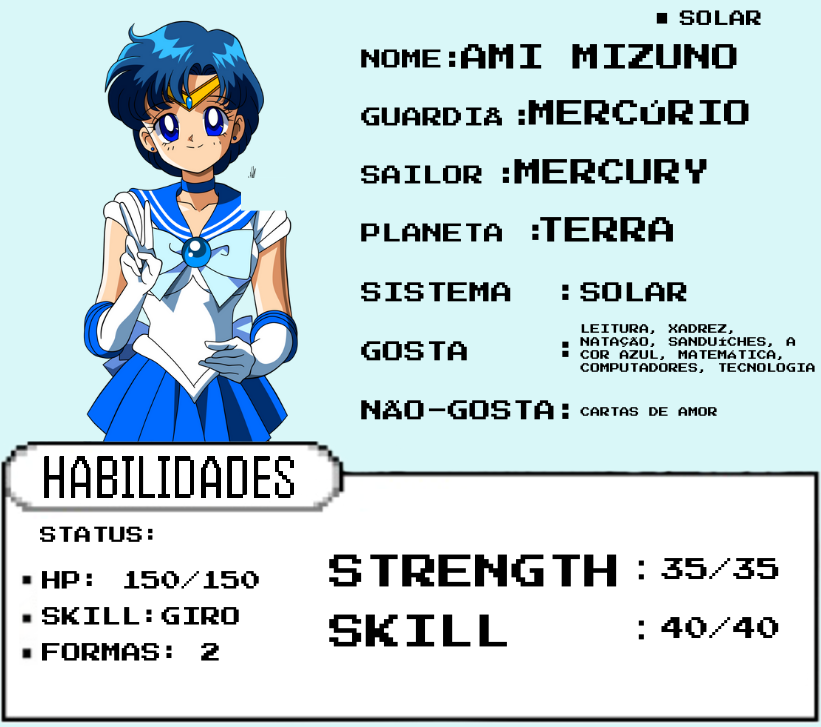 ▪ SOLAR
NOME:AMI MIZUNO
GUARDIã :MERCúRIO
SAILOR :MERCURY
PLANETA :TERRA
SISTEMA :SOLAR
GOSTA :
LEITURA, XADREZ,
NATAçãO, SANDUíCHES, A
COR AZUL, MATEMáTICA,
COMPUTADORES, TECNOLOGIA
NãO-GOSTA: CARTAS DE AMOR
HABILIDADES
STATUS:
▪ HP: 150/150
▪ SKILL:GIRO
▪ FORMAS: 2
STRENGTH : 35/35
SKILL : 40/40